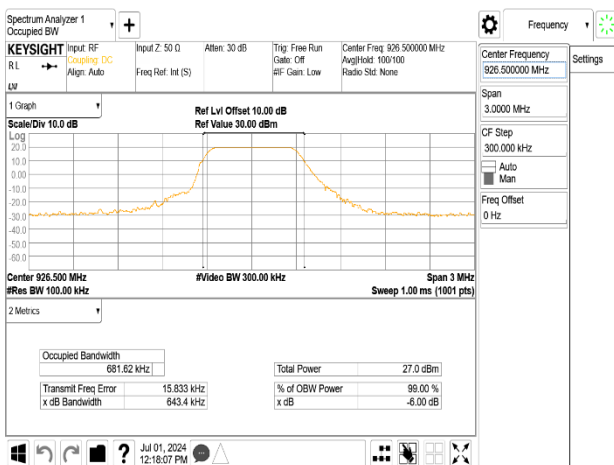 Spectrum Analyzer 1
Occupied BW
Frequency
KEYSIGHT
RL
Input: RF
Coupling: DC
Align: Auto
Input Z: 50 Ω
Freq Ref: Int (S)
Atten: 30 dB
Trig: Free Run
Gate: Off
#IF Gain: Low
Center Freq: 926.500000 MHz
Avg|Hold: 100/100
Radio Std: None
Center Frequency
926.500000 MHz
Settings
Span
3.0000 MHz
CF Step
300.000 kHz
Auto
Man
Freq Offset
0 Hz
1 Graph
Scale/Div 10.0 dB
Ref Lvl Offset 10.00 dB
Ref Value 30.00 dBm
Log
20.0
10.0
0.00
-10.0
-20.0
-30.0
-40.0
-50.0
-60.0
Center 926.500 MHz
#Res BW 100.00 kHz
#Video BW 300.00 kHz
Span 3 MHz
Sweep 1.00 ms (1001 pts)
2 Metrics
Occupied Bandwidth
681.62 kHz
Total Power 27.0 dBm
Transmit Freq Error 15.833 kHz
% of OBW Power 99.00 %
x dB Bandwidth 643.4 kHz
x dB -6.00 dB
?
Jul 01, 2024
12:18:07 PM